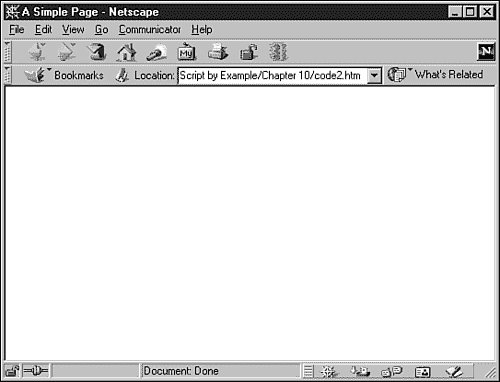 A Simple Page - Netscape
File Edit View Go Communicator Help
My N
Bookmarks Location: Script by Example/Chapter 10/code2.htm What's Related
Document: Done